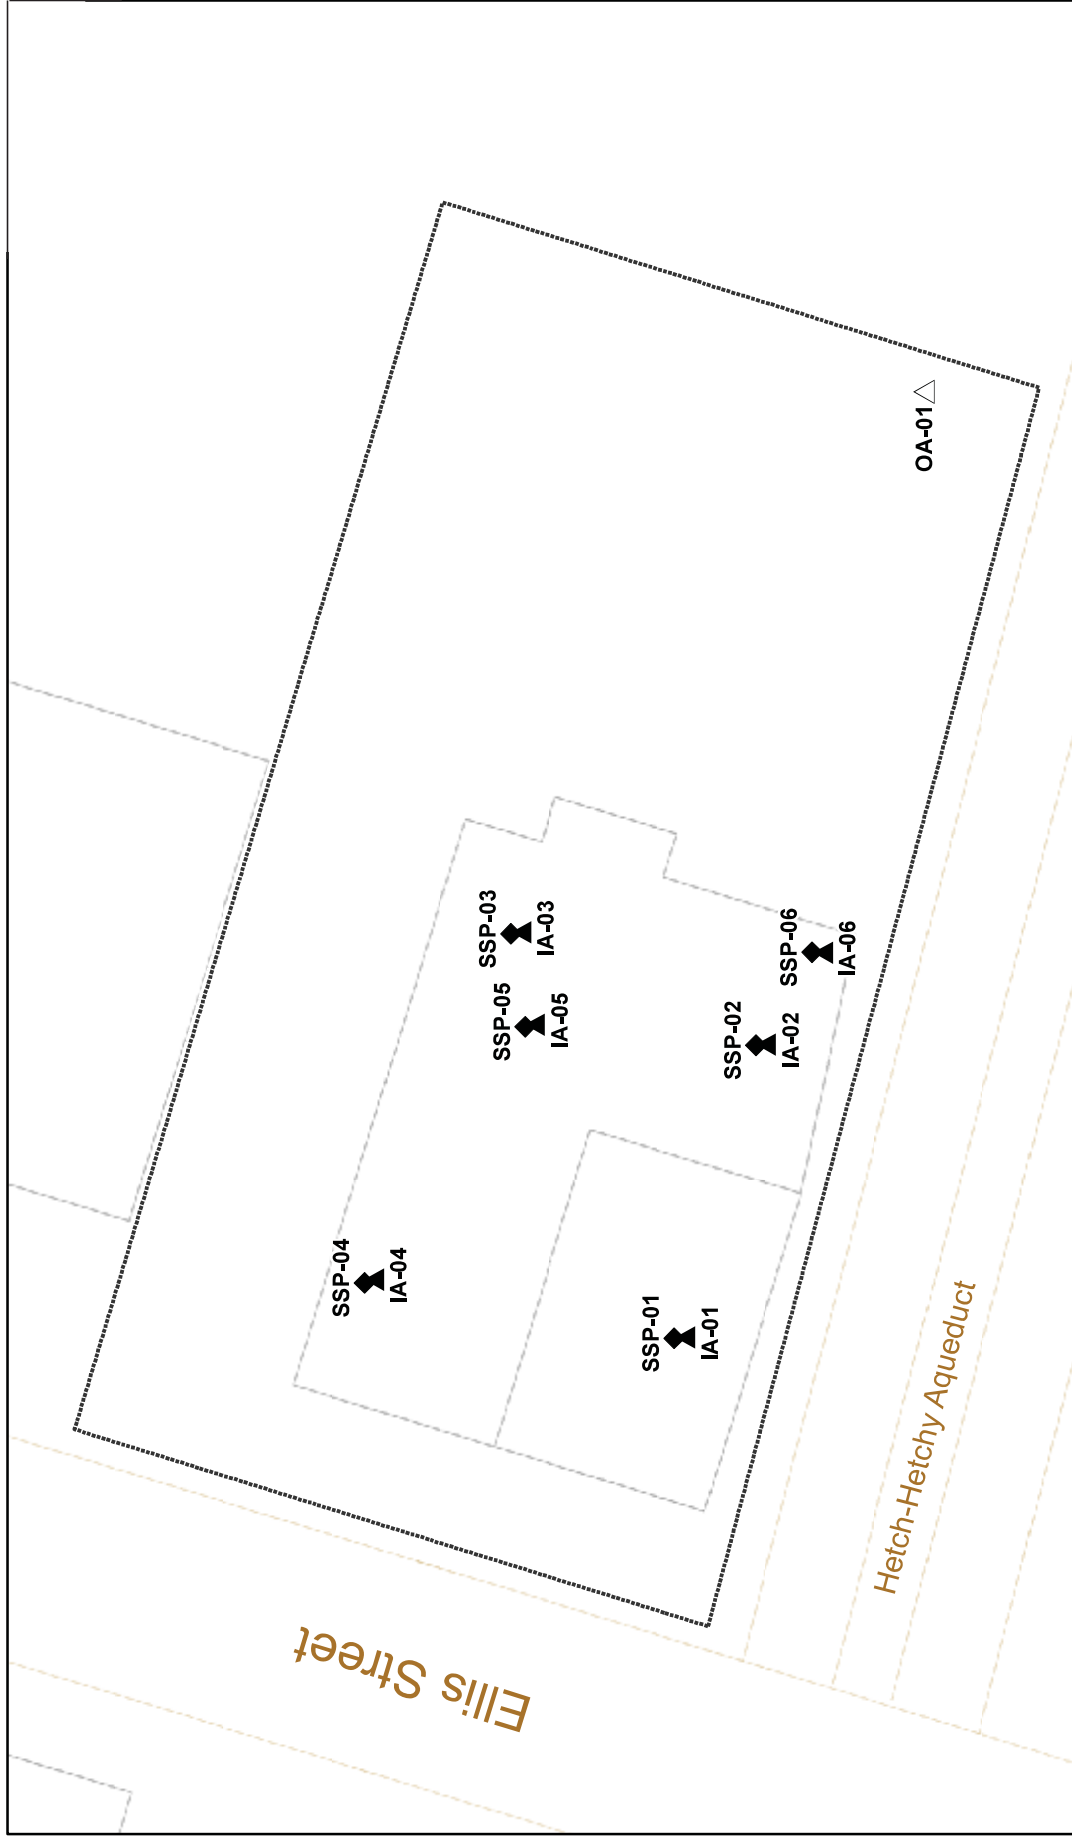 SSP-04
IA-04
SSP-03
IA-03
SSP-05
IA-05
SSP-01
IA-01
SSP-02
IA-02
SSP-06
IA-06
OA-01
Ellis Street
Hetch-Hetchy Aqueduct